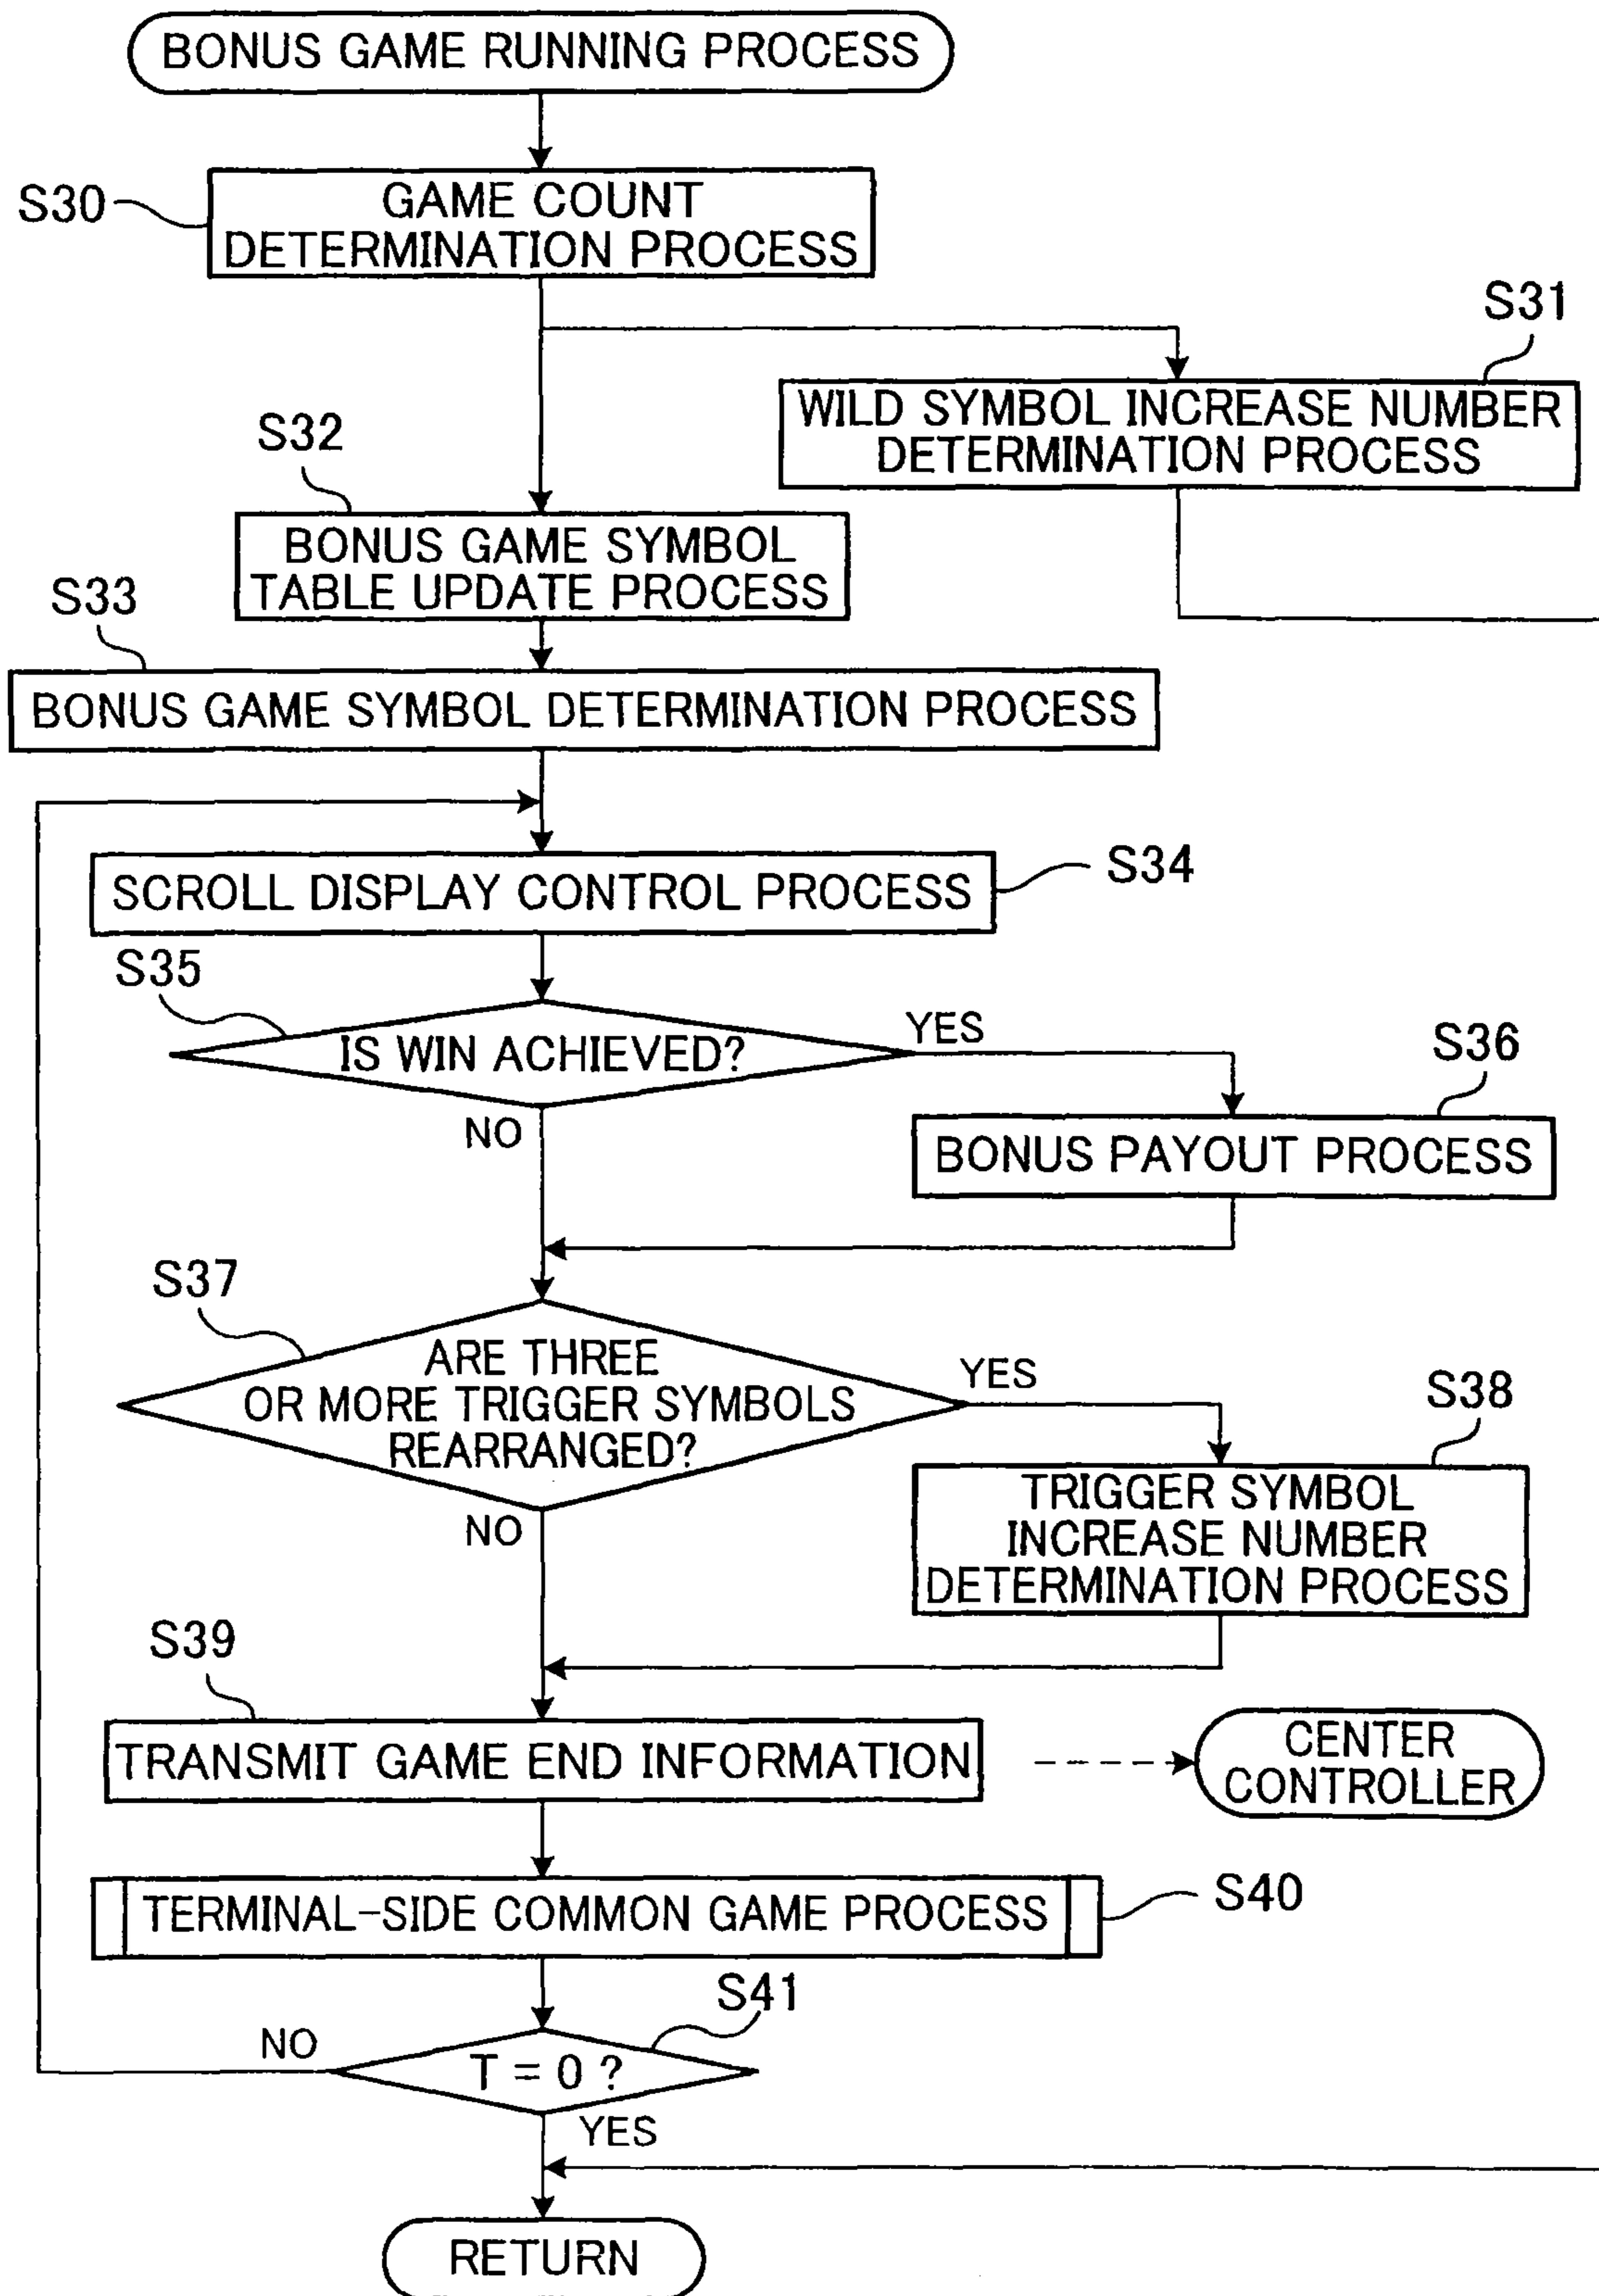 BONUS GAME RUNNING PROCESS
S30
GAME COUNT
DETERMINATION PROCESS
S31
WILD SYMBOL INCREASE NUMBER
DETERMINATION PROCESS
S32
BONUS GAME SYMBOL
TABLE UPDATE PROCESS
S33
BONUS GAME SYMBOL DETERMINATION PROCESS
SCROLL DISPLAY CONTROL PROCESS
S34
S35
IS WIN ACHIEVED?
YES
NO
S36
BONUS PAYOUT PROCESS
S37
ARE THREE
OR MORE TRIGGER SYMBOLS
REARRANGED?
YES
NO
S38
TRIGGER SYMBOL
INCREASE NUMBER
DETERMINATION PROCESS
S39
TRANSMIT GAME END INFORMATION
CENTER
CONTROLLER
TERMINAL-SIDE COMMON GAME PROCESS
S40
S41
NO
T = 0 ?
YES
RETURN